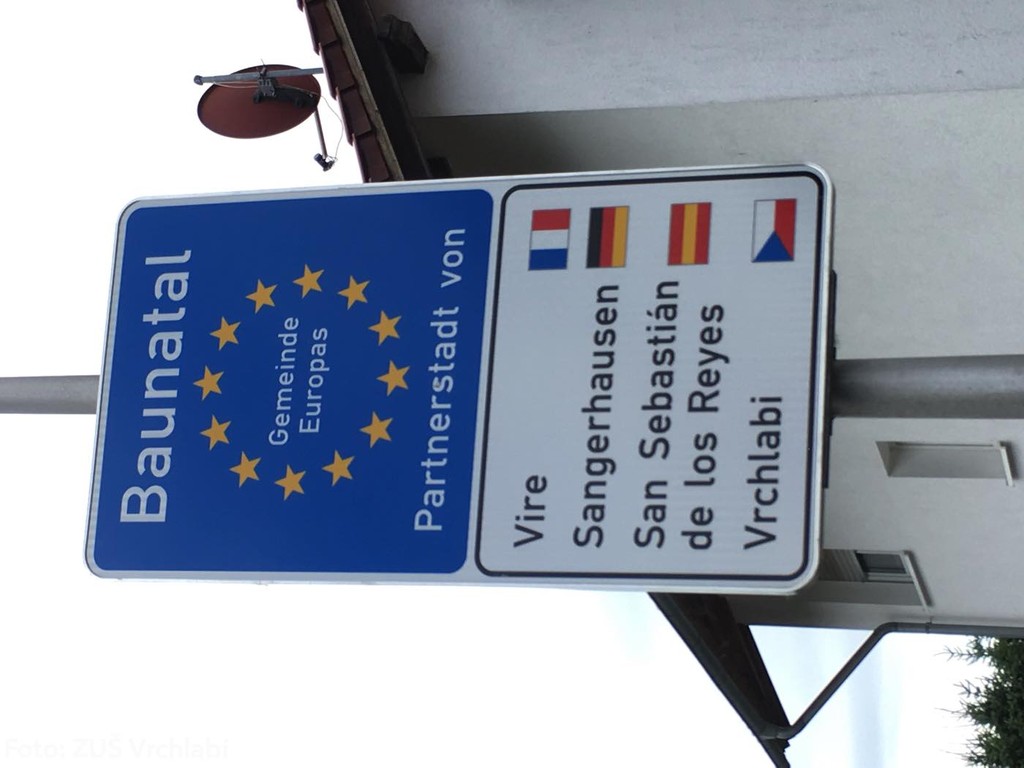 Baunatal
Gemeinde
Europas
Partnerstadt von
Vire
Sangerhausen
San Sebastián
de los Reyes
Vrchlabi
Foto: ZUŠ Vrchlabí